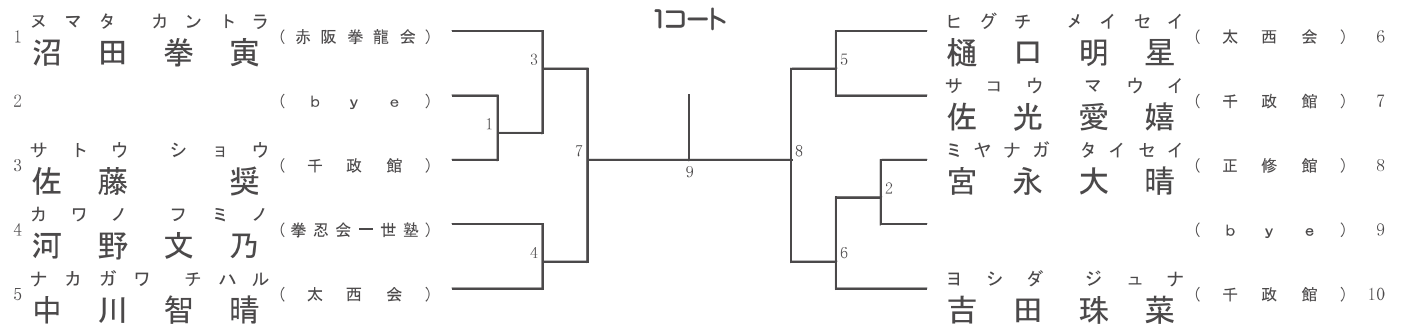 1コート
ヌマタ カントラ
1 沼田拳寅 (赤阪拳龍会)
2 (bye)
サトウ ショウ
3 佐藤 奨 (千政館)
カワノ フミノ
4 河野文乃 (拳忍会一世塾)
ナカガワ チハル
5 中川智晴 (太西会)
3
1
7
4
9
8
5
2
6
ヒグチ メイセイ
樋口明星 (太西会) 6
サコウ マウイ
佐光愛嬉 (千政館) 7
ミヤナガ タイセイ
宮永大晴 (正修館) 8
(bye) 9
ヨシダ ジュナ
吉田珠菜 (千政館) 10